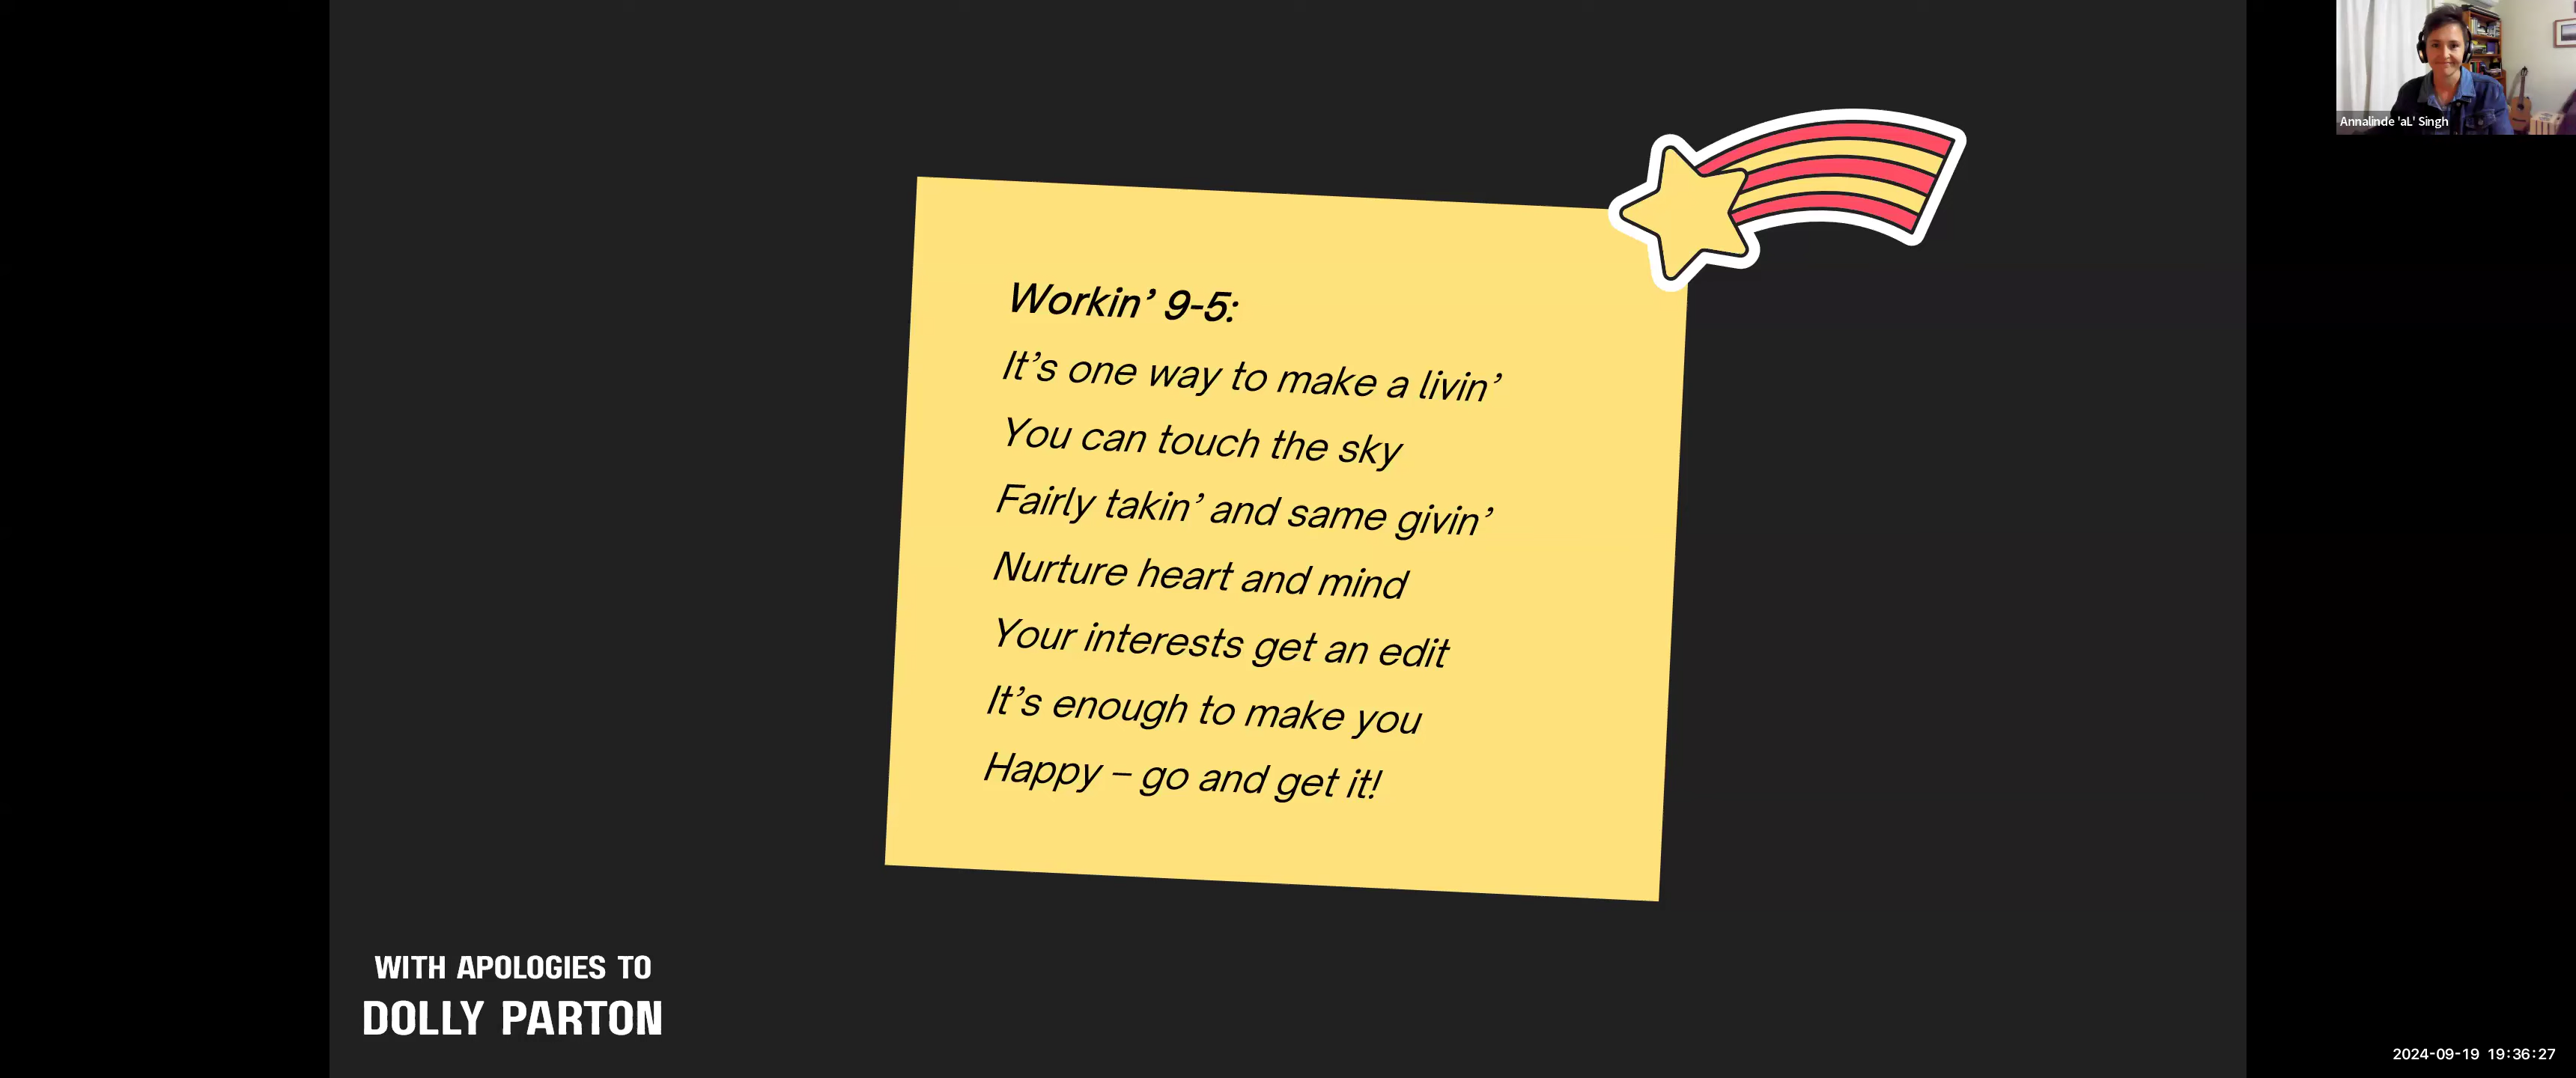 Workin’ 9-5:
It’s one way to make a livin’
You can touch the sky
Fairly takin’ and same givin’
Nurture heart and mind
Your interests get an edit
It’s enough to make you
Happy – go and get it!
WITH APOLOGIES TO
DOLLY PARTON
Annalinde 'aL' Singh
2024-09-19 19:36:27